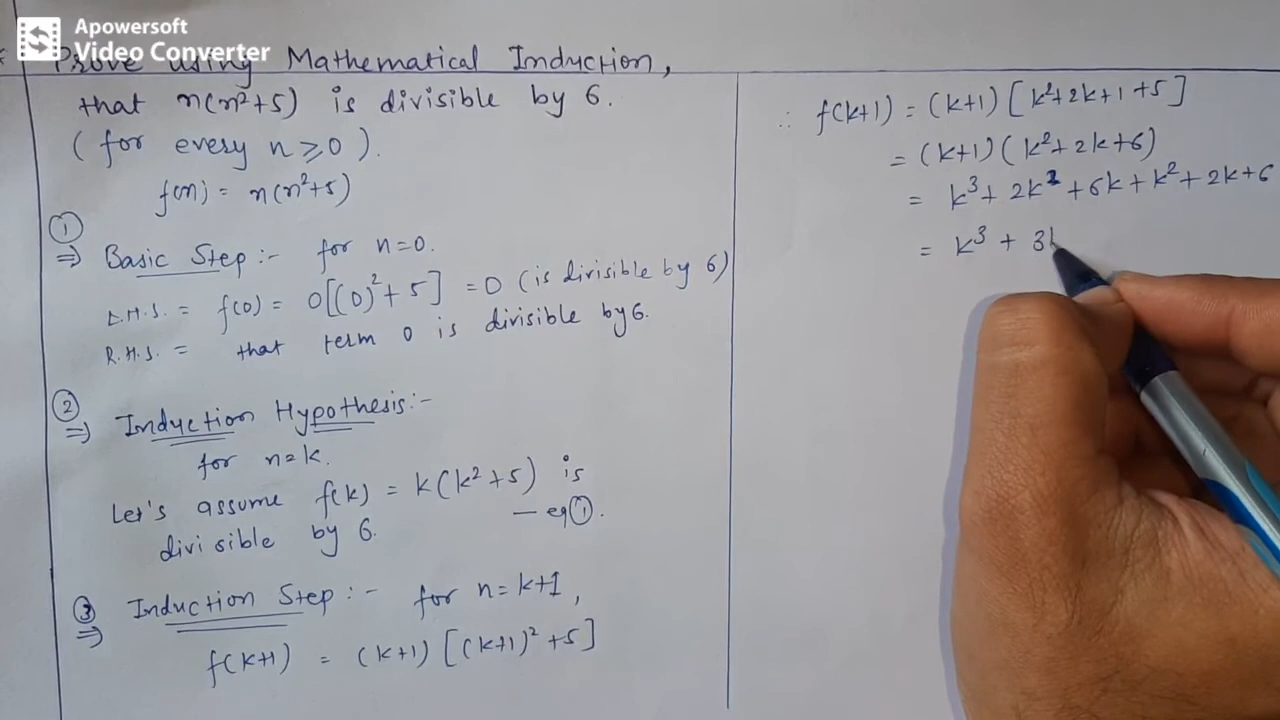 Apowersoft
Video Converter
Prove using Mathematical Induction,
that n(n²+5) is divisible by 6.
(for every n⩾0).
f(n) = n(n²+5)
①
⇒ Basic Step :- for n=0.
L.H.S. = f(0) = 0[(0)²+5] = 0 (is divisible by 6)
R.H.S. = that term 0 is divisible by 6.
②
⇒ Induction Hypothesis:-
for n=k.
Let's assume f(k) = k(k²+5) is
divisible by 6. — eq①.
③
⇒ Induction Step :- for n=k+1,
f(k+1) = (k+1)[(k+1)²+5]
∴ f(k+1) = (k+1)[k²+2k+1+5]
= (k+1)(k²+2k+6)
= k³+2k²+6k+k²+2k+6
= k³ + 3